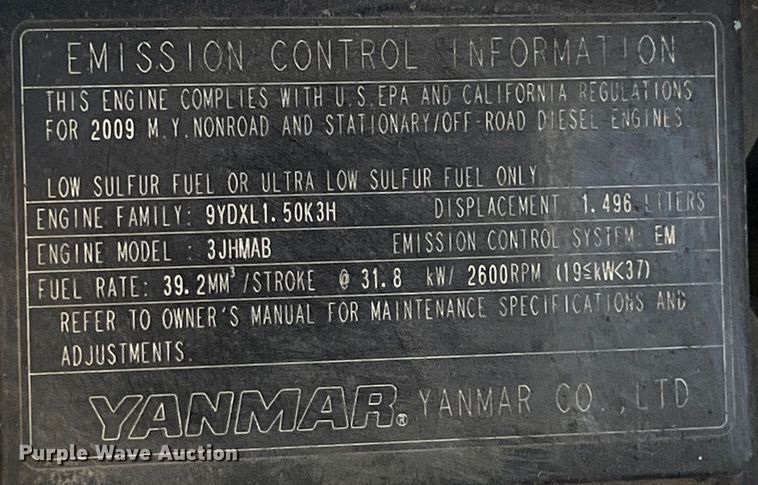 EMISSION CONTROL INFORMATION
THIS ENGINE COMPLIES WITH U.S.EPA AND CALIFORNIA REGULATIONS
FOR 2009 M.Y.NONROAD AND STATIONARY/OFF-ROAD DIESEL ENGINES.
LOW SULFUR FUEL OR ULTRA LOW SULFUR FUEL ONLY
ENGINE FAMILY: 9YDXL1.50K3H DISPLACEMENT: 1.496 LITERS
ENGINE MODEL : 3JHMAB EMISSION CONTROL SYSTEM: EM
FUEL RATE: 39.2MM³/STROKE @ 31.8 kW/ 2600RPM (19≤kW<37)
REFER TO OWNER'S MANUAL FOR MAINTENANCE SPECIFICATIONS AND
ADJUSTMENTS.
YANMAR® YANMAR CO.,LTD
Purple Wave Auction